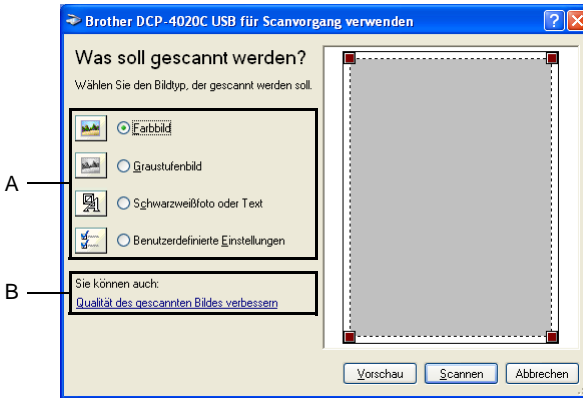 Brother DCP-4020C USB für Scanvorgang verwenden
Was soll gescannt werden?
Wählen Sie den Bildtyp, der gescannt werden soll.
A
Farbbild
Graustufenbild
Schwarzweißfoto oder Text
Benutzerdefinierte Einstellungen
B
Sie können auch:
Qualität des gescannten Bildes verbessern
Vorschau
Scannen
Abbrechen